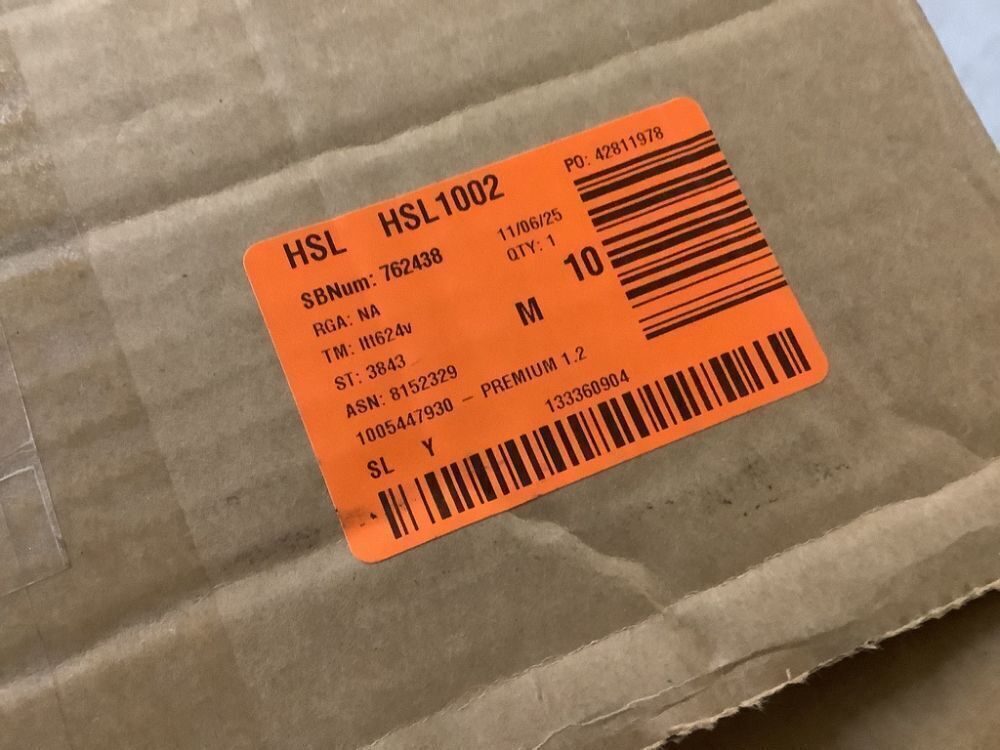 HSL HSL1002
PO: 42811978
SBNum: 762438
11/06/25
RGA: NA
QTY: 1
10
TM: ltt624v
M
ST: 3843
ASN: 8152329
1005447930 - PREMIUM 1.2
133360904
SL Y